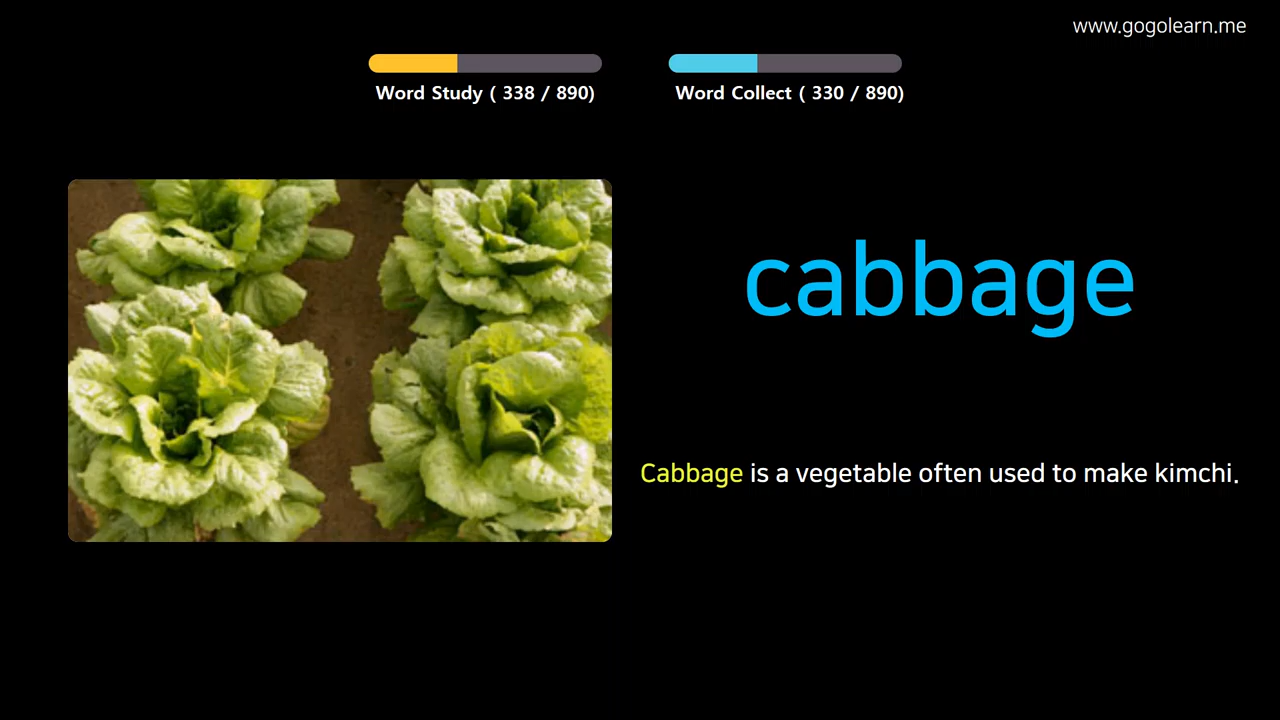 www.gogolearn.me
Word Study ( 338 / 890)
Word Collect ( 330 / 890)
cabbage
Cabbage is a vegetable often used to make kimchi.